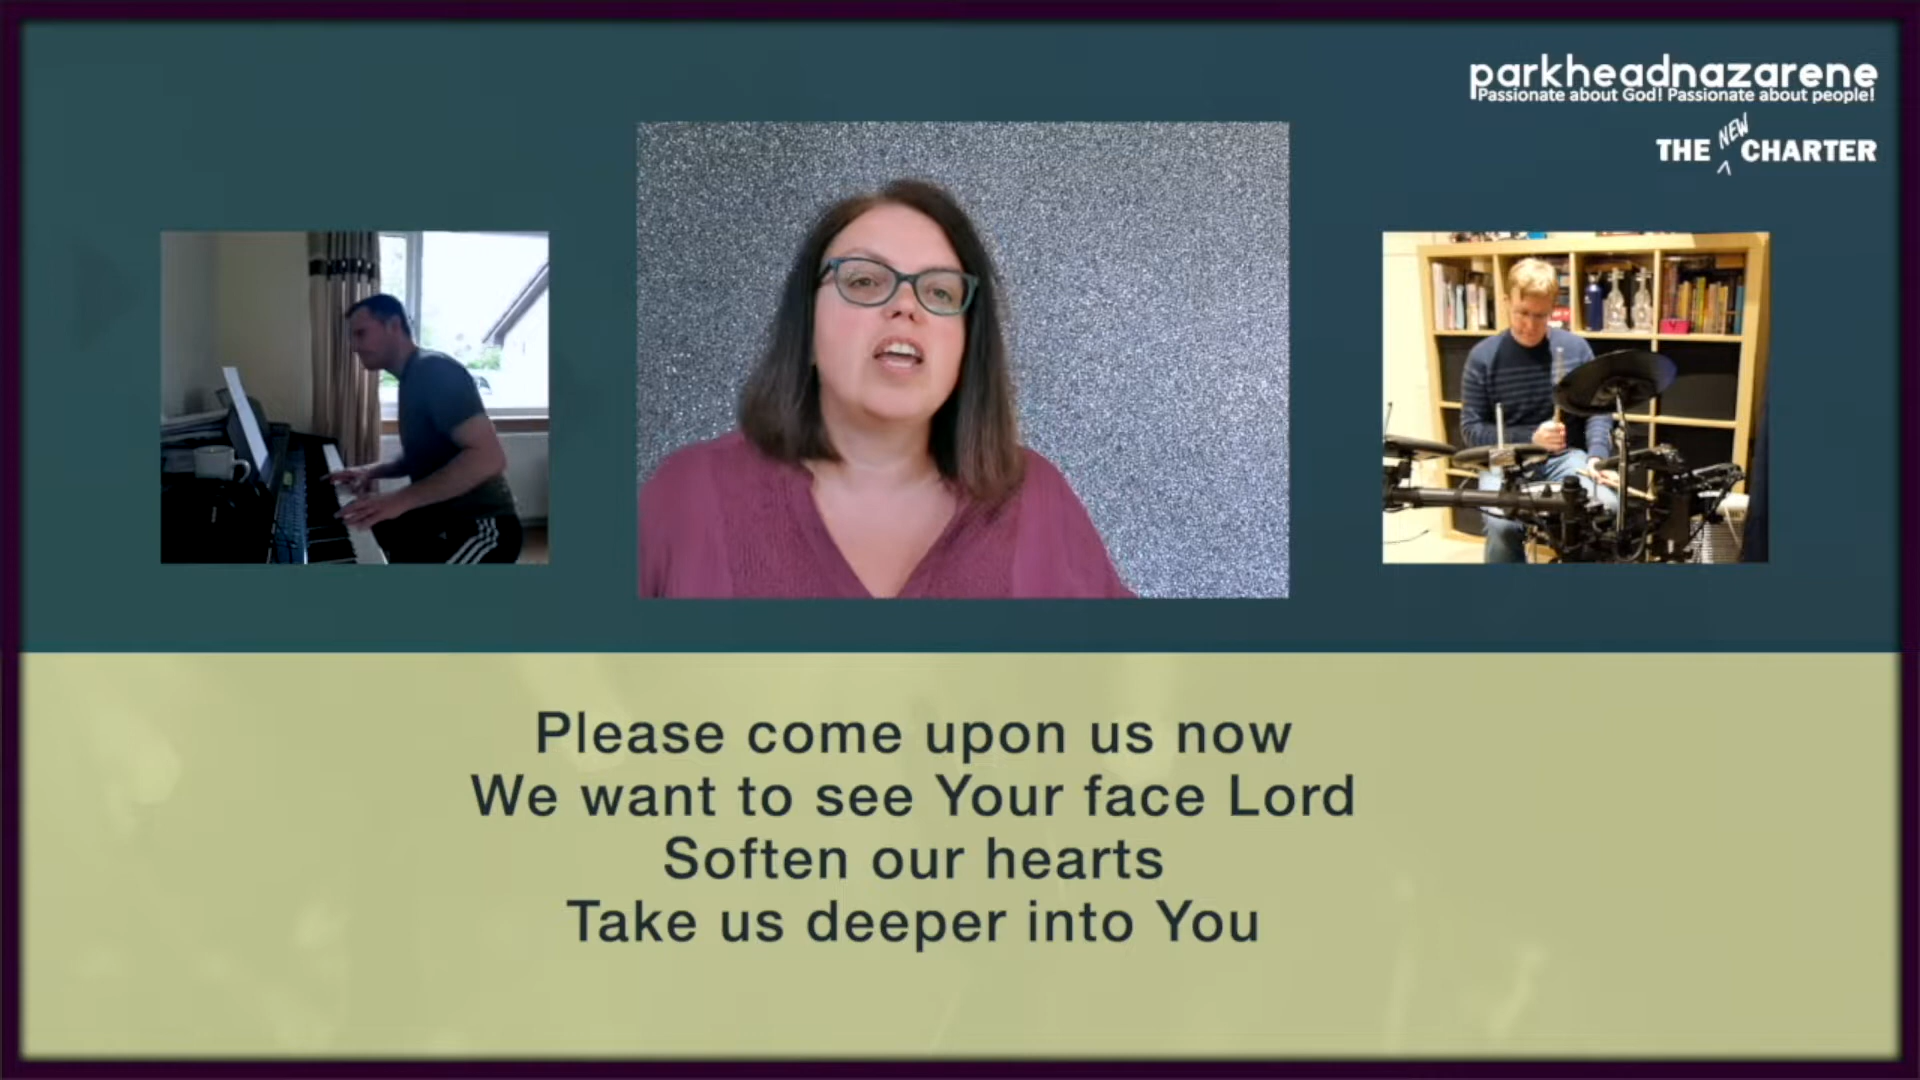 parkheadnazarene
Passionate about God! Passionate about people!
NEW
THE ^ CHARTER
Please come upon us now
We want to see Your face Lord
Soften our hearts
Take us deeper into You